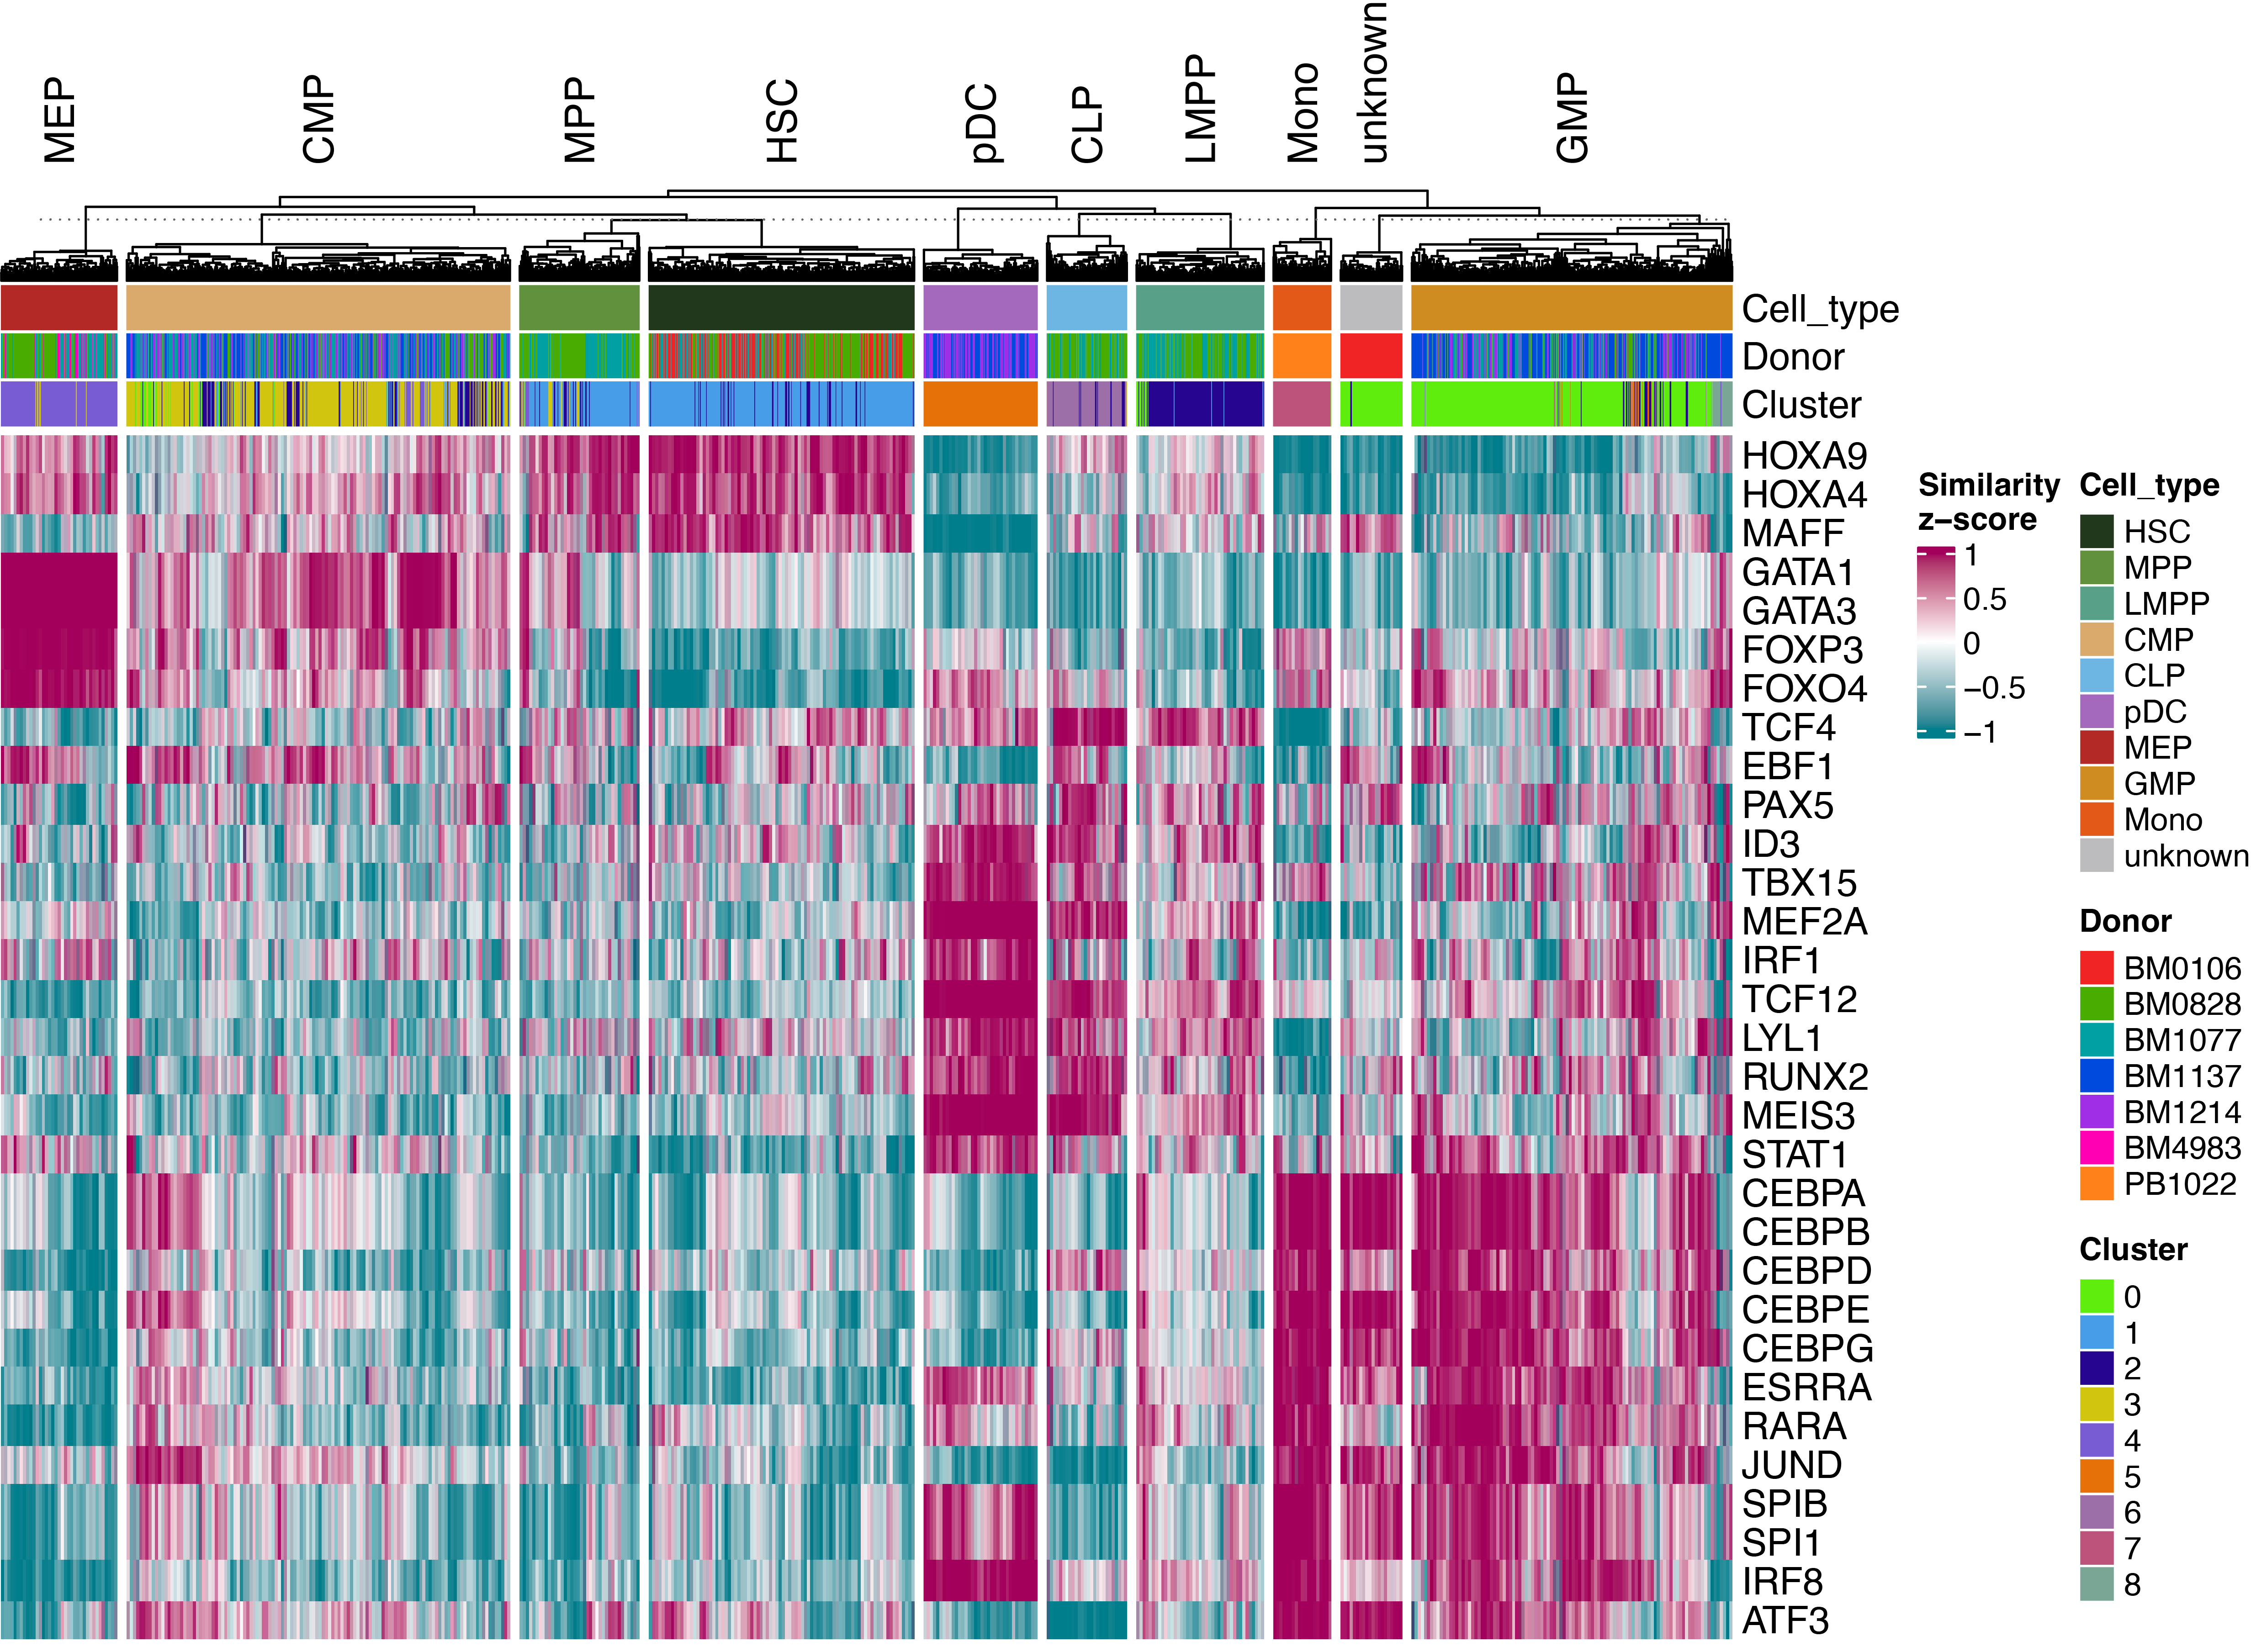 MEP
CMP
MPP
HSC
pDC
CLP
LMPP
Mono
unknown
GMP
Cell_type
Donor
Cluster
HOXA9
HOXA4
MAFF
GATA1
GATA3
FOXP3
FOXO4
TCF4
EBF1
PAX5
ID3
TBX15
MEF2A
IRF1
TCF12
LYL1
RUNX2
MEIS3
STAT1
CEBPA
CEBPB
CEBPD
CEBPE
CEBPG
ESRRA
RARA
JUND
SPIB
SPI1
IRF8
ATF3
Similarity
z−score
1
0.5
0
−0.5
−1
Cell_type
HSC
MPP
LMPP
CMP
CLP
pDC
MEP
GMP
Mono
unknown
Donor
BM0106
BM0828
BM1077
BM1137
BM1214
BM4983
PB1022
Cluster
0
1
2
3
4
5
6
7
8